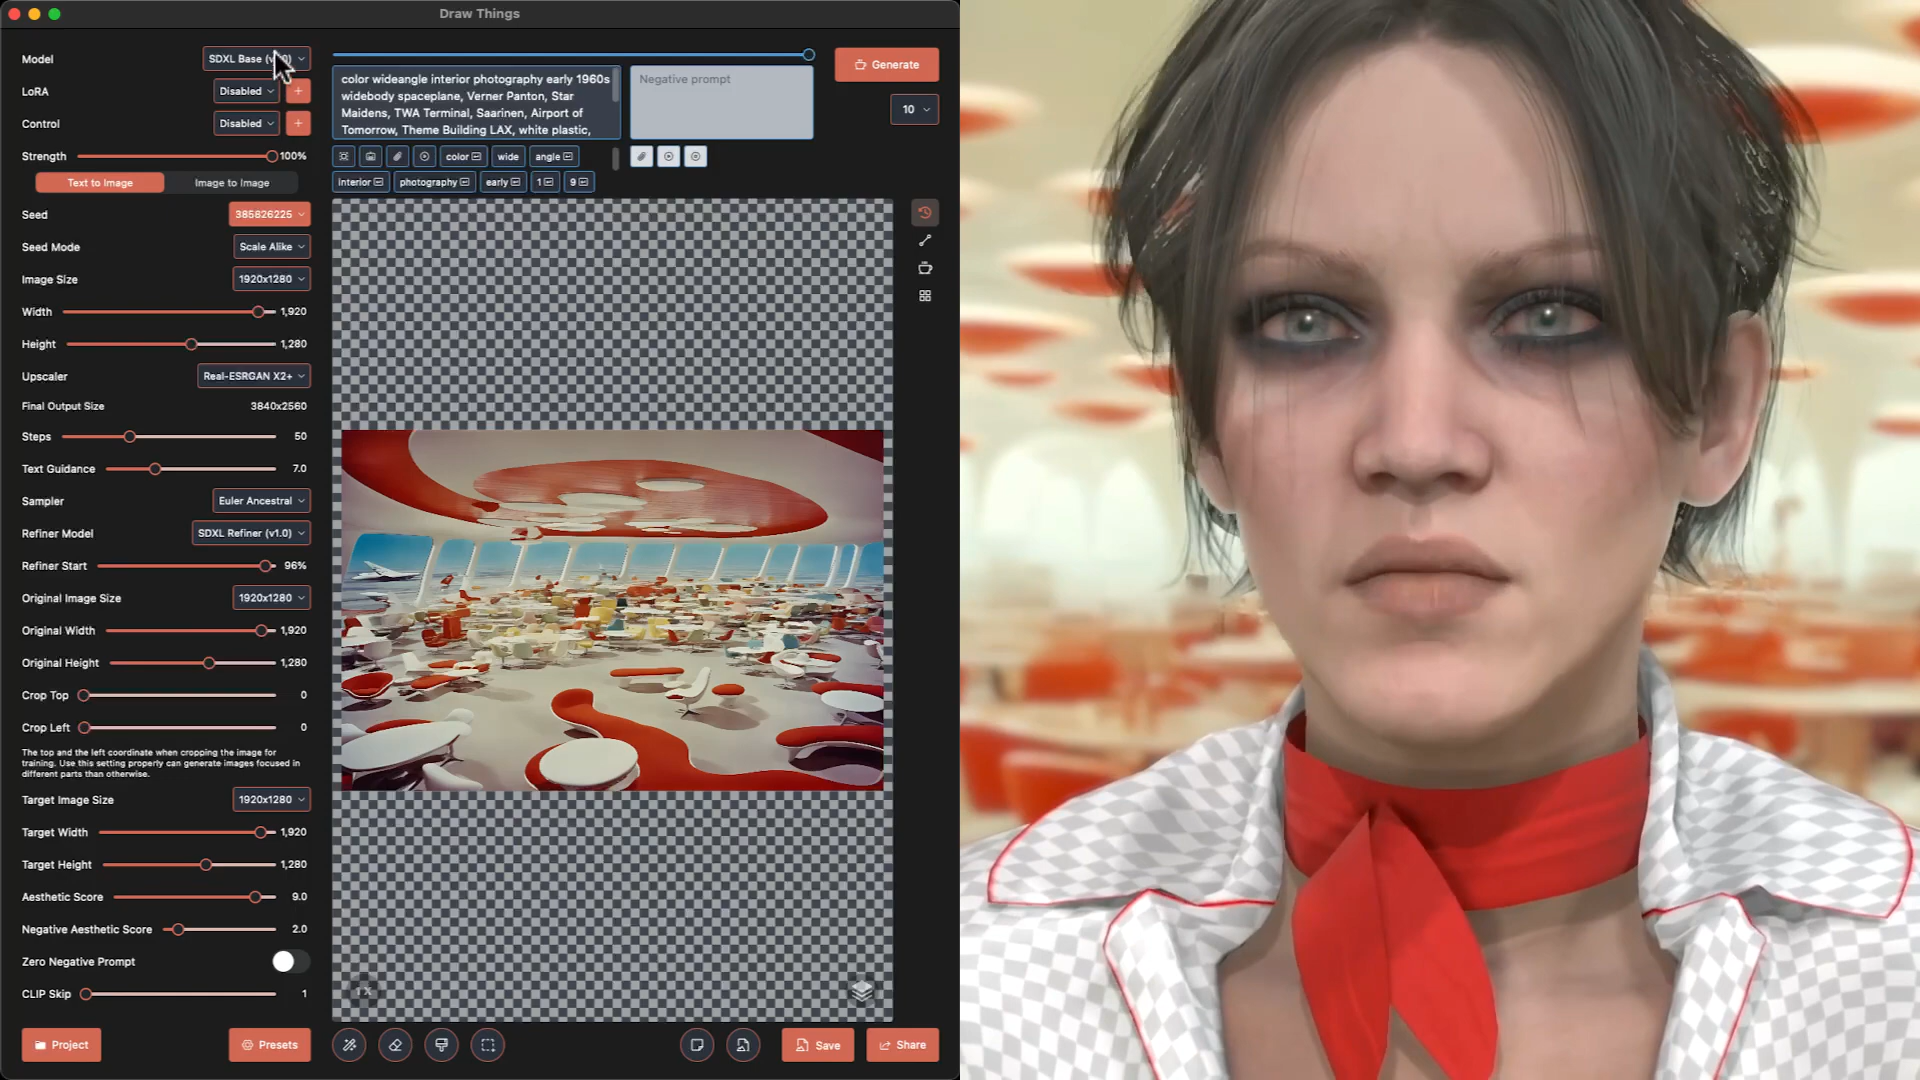 Draw Things
Model
SDXL Base (v1.0)
LoRA
Disabled
Control
Disabled
Strength
100%
Text to Image
Image to Image
Seed
385826225
Seed Mode
Scale Alike
Image Size
1920x1280
Width
1,920
Height
1,280
Upscaler
Real-ESRGAN X2+
Final Output Size
3840x2560
Steps
50
Text Guidance
7.0
Sampler
Euler Ancestral
Refiner Model
SDXL Refiner (v1.0)
Refiner Start
96%
Original Image Size
1920x1280
Original Width
1,920
Original Height
1,280
Crop Top
0
Crop Left
0
The top and the left coordinate when cropping the image for
training. Use this setting properly can generate images focused in
different parts than otherwise.
Target Image Size
1920x1280
Target Width
1,920
Target Height
1,280
Aesthetic Score
9.0
Negative Aesthetic Score
2.0
Zero Negative Prompt
CLIP Skip
1
Project
Presets
color wideangle interior photography early 1960s
widebody spaceplane, Verner Panton, Star
Maidens, TWA Terminal, Saarinen, Airport of
Tomorrow, Theme Building LAX, white plastic,
Negative prompt
Generate
10
color
wide
angle
interior
photography
early
1
9
1 X
Save
Share